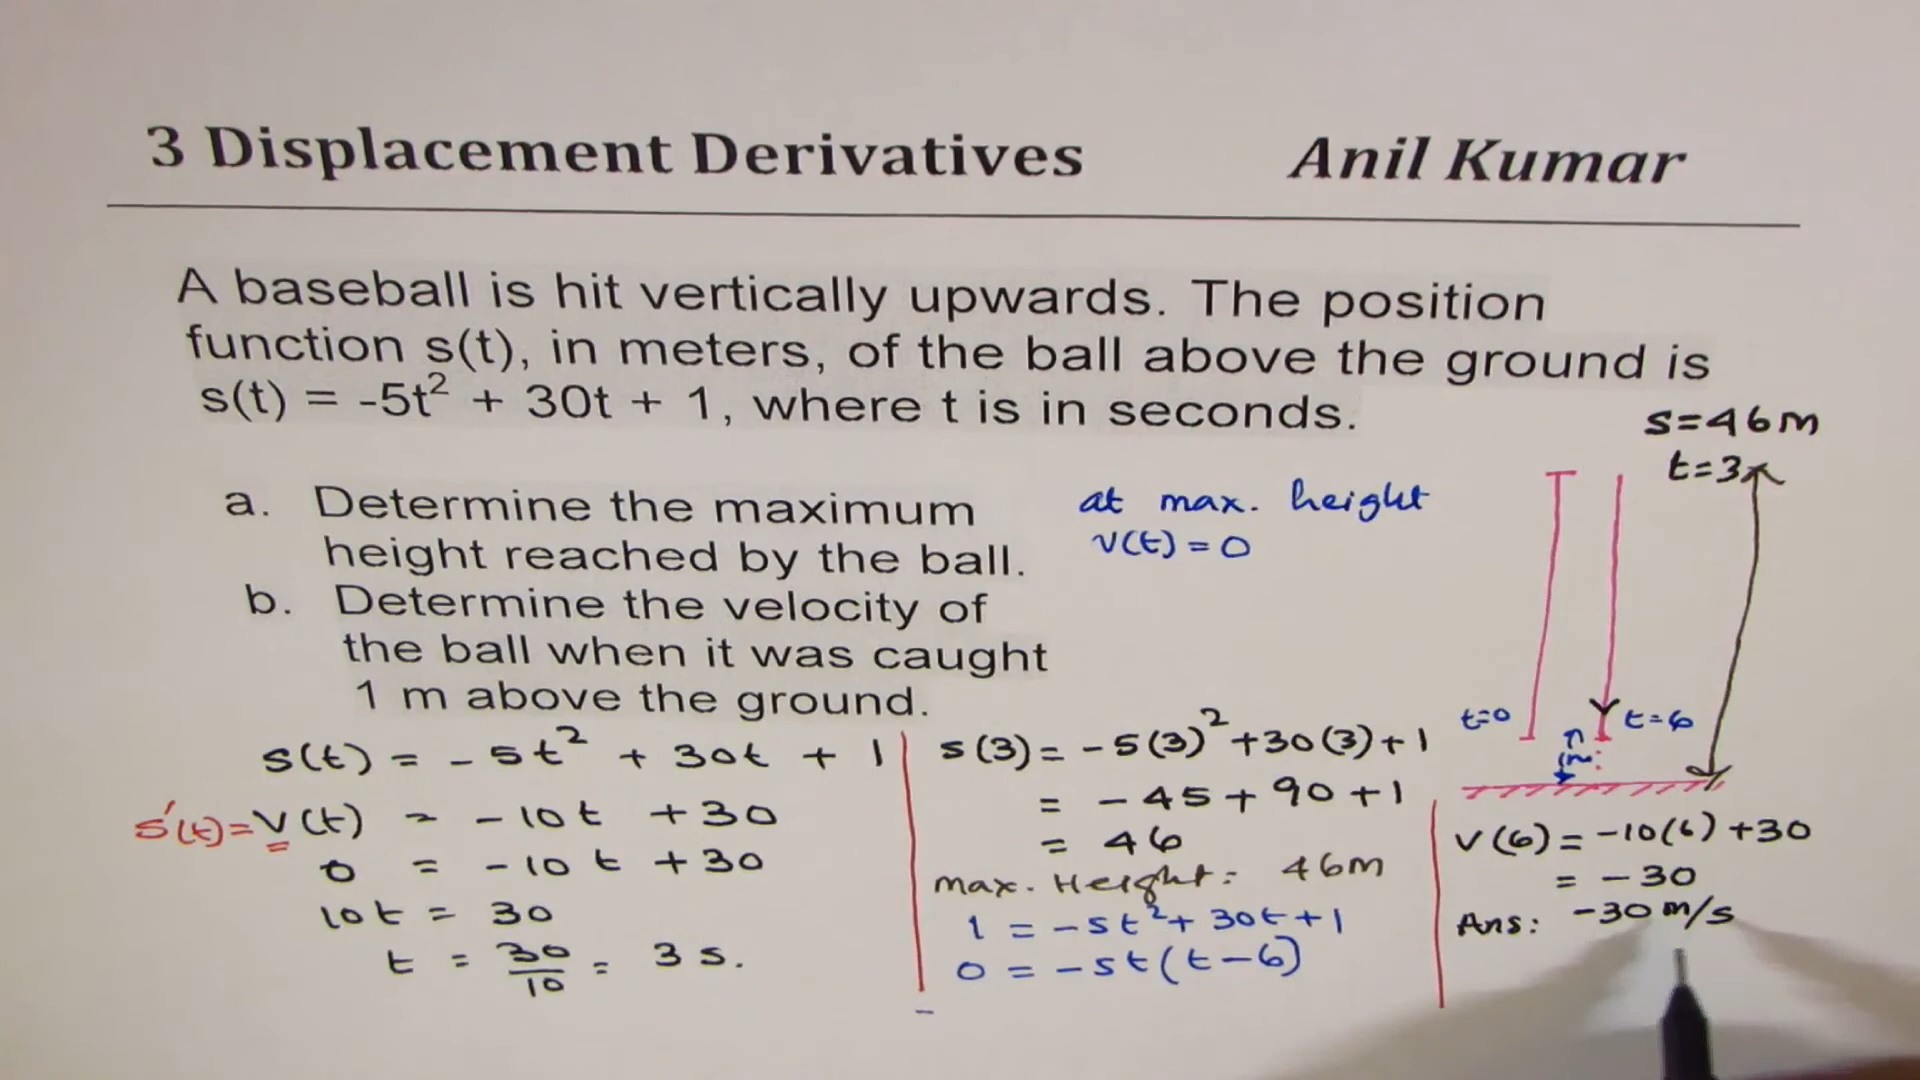 3 Displacement Derivatives Anil Kumar
A baseball is hit vertically upwards. The position
function s(t), in meters, of the ball above the ground is
s(t) = -5t² + 30t + 1, where t is in seconds.
s=46m
t=3
a. Determine the maximum
height reached by the ball.
at max. height
v(t) = 0
b. Determine the velocity of
the ball when it was caught
1 m above the ground.
t=0
t=6
s(t) = -5t² + 30t + 1
s'(t)=v(t) = -10t +30
0 = -10t +30
10t = 30
t = 30/10 = 3 s.
s(3) = -5(3)² +30(3)+1
= -45+90+1
= 46
max. Height: 46m
1 = -5t²+30t+1
0 = -5t(t-6)
v(6) = -10(6) +30
= -30
Ans: -30 m/s